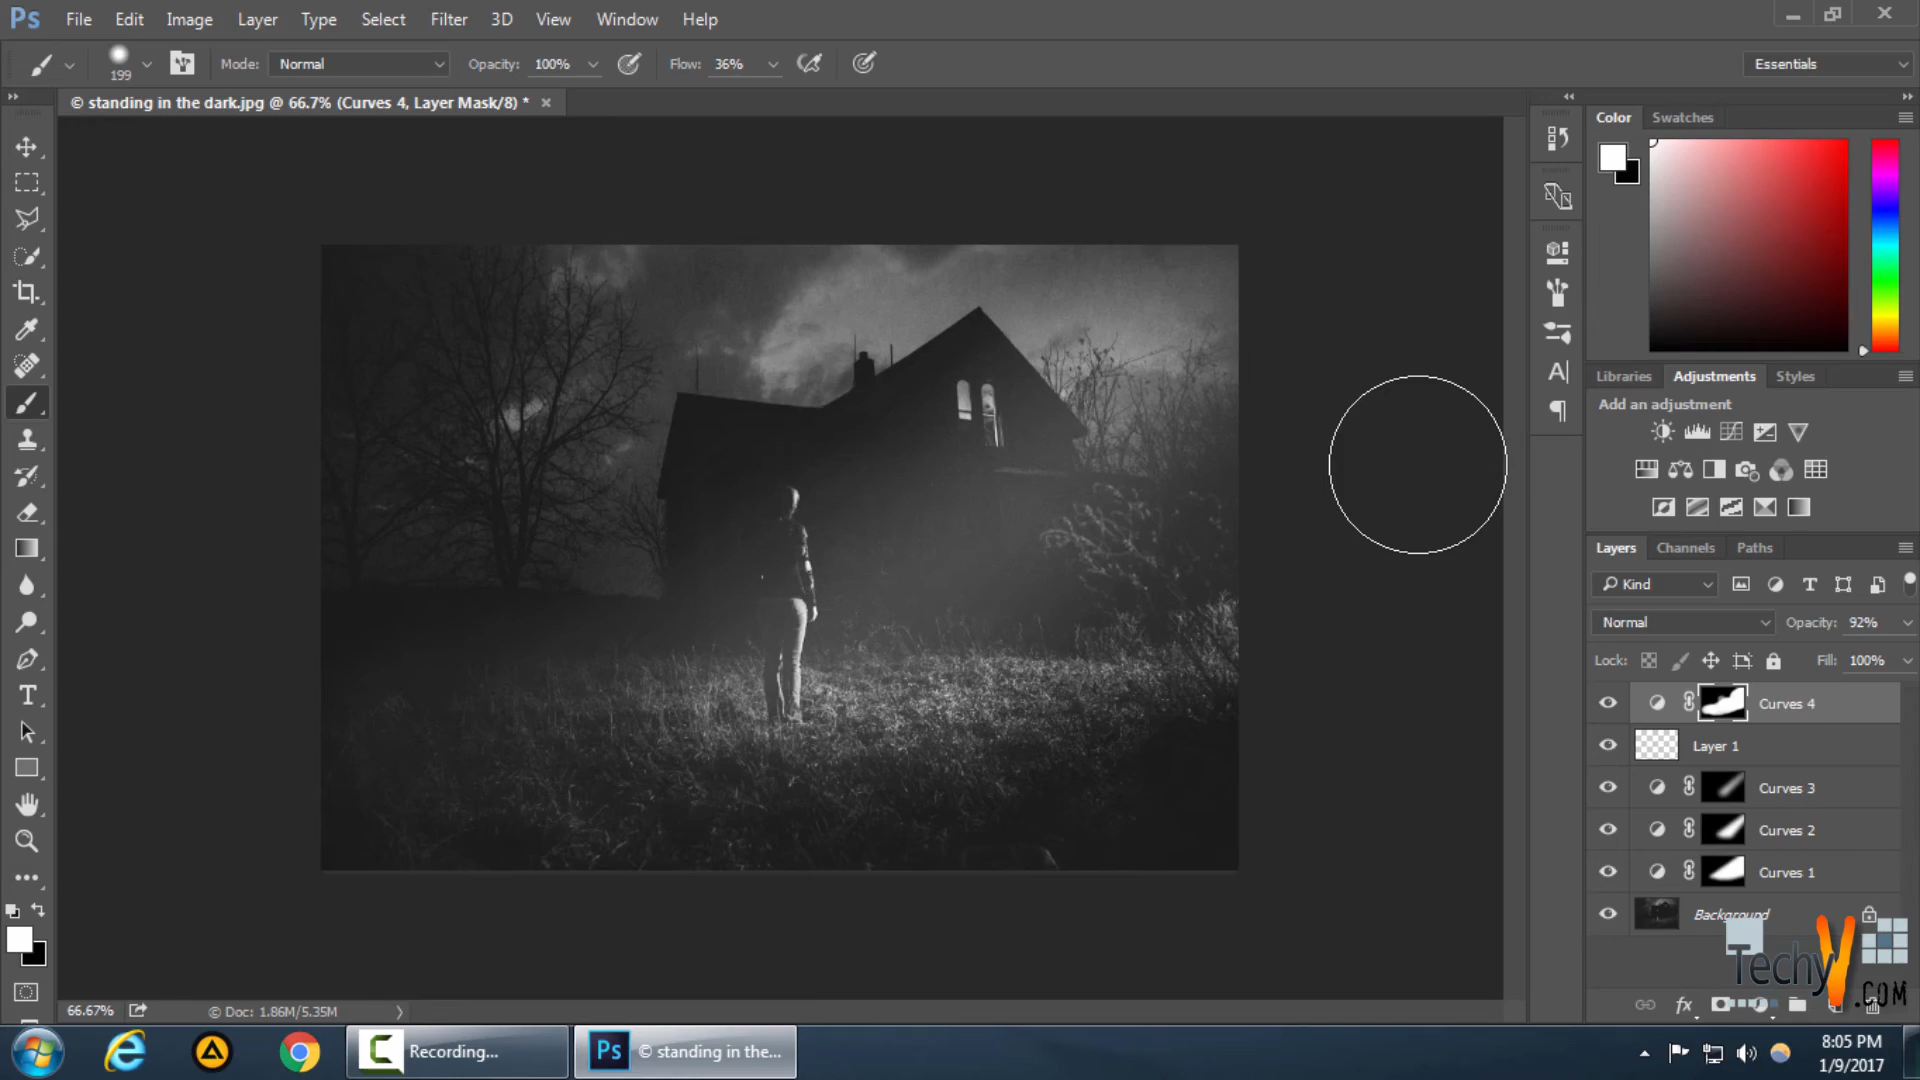 Ps File Edit Image Layer Type Select Filter 3D View Window Help
199 Mode: Normal Opacity: 100% Flow: 36% Essentials
© standing in the dark.jpg @ 66.7% (Curves 4, Layer Mask/8) *
Color Swatches
Libraries Adjustments Styles
Add an adjustment
Layers Channels Paths
Kind
Normal Opacity: 92%
Lock: Fill: 100%
Curves 4
Layer 1
Curves 3
Curves 2
Curves 1
Background
TechyV.COM
fx
66.67% © Doc: 1.86M/5.35M
Recording...
Ps © standing in the...
8:05 PM
1/9/2017